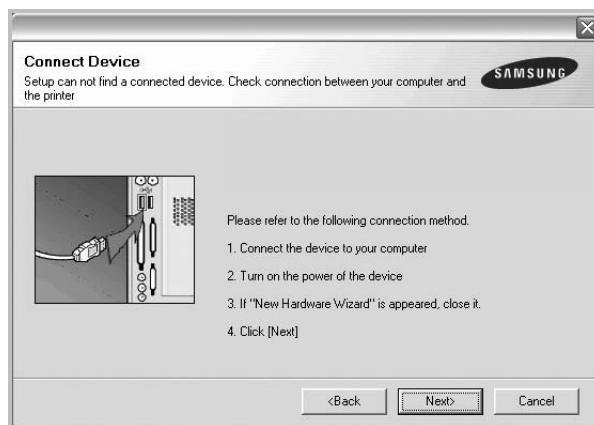 Connect Device
Setup can not find a connected device. Check connection between your computer and
the printer
SAMSUNG
Please refer to the following connection method.
1. Connect the device to your computer
2. Turn on the power of the device
3. If "New Hardware Wizard" is appeared, close it.
4. Click [Next]
<Back
Next>
Cancel